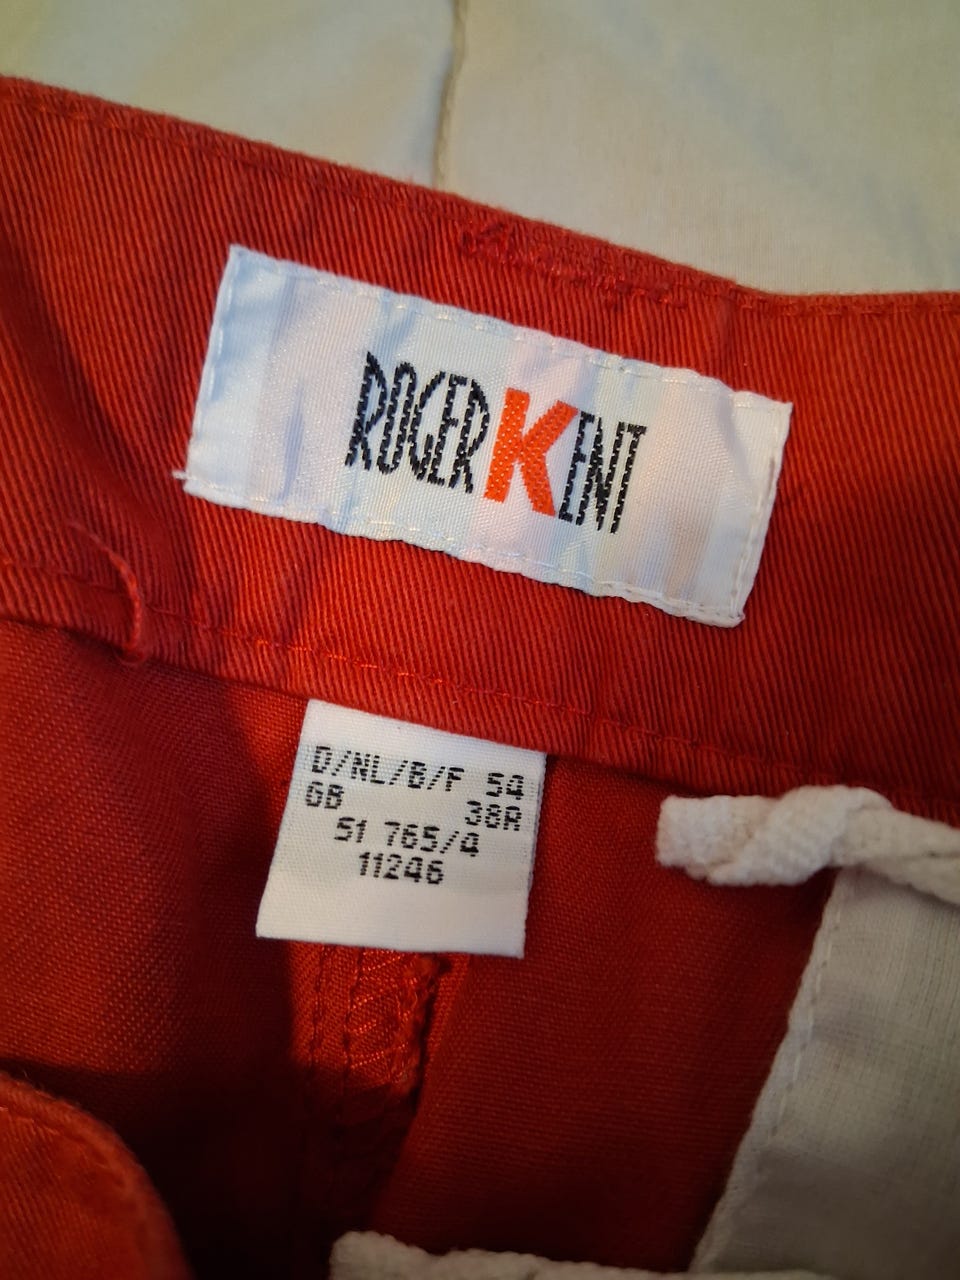 ROGER KENT
D/NL/B/F 54
GB 38R
51 765/4
11246